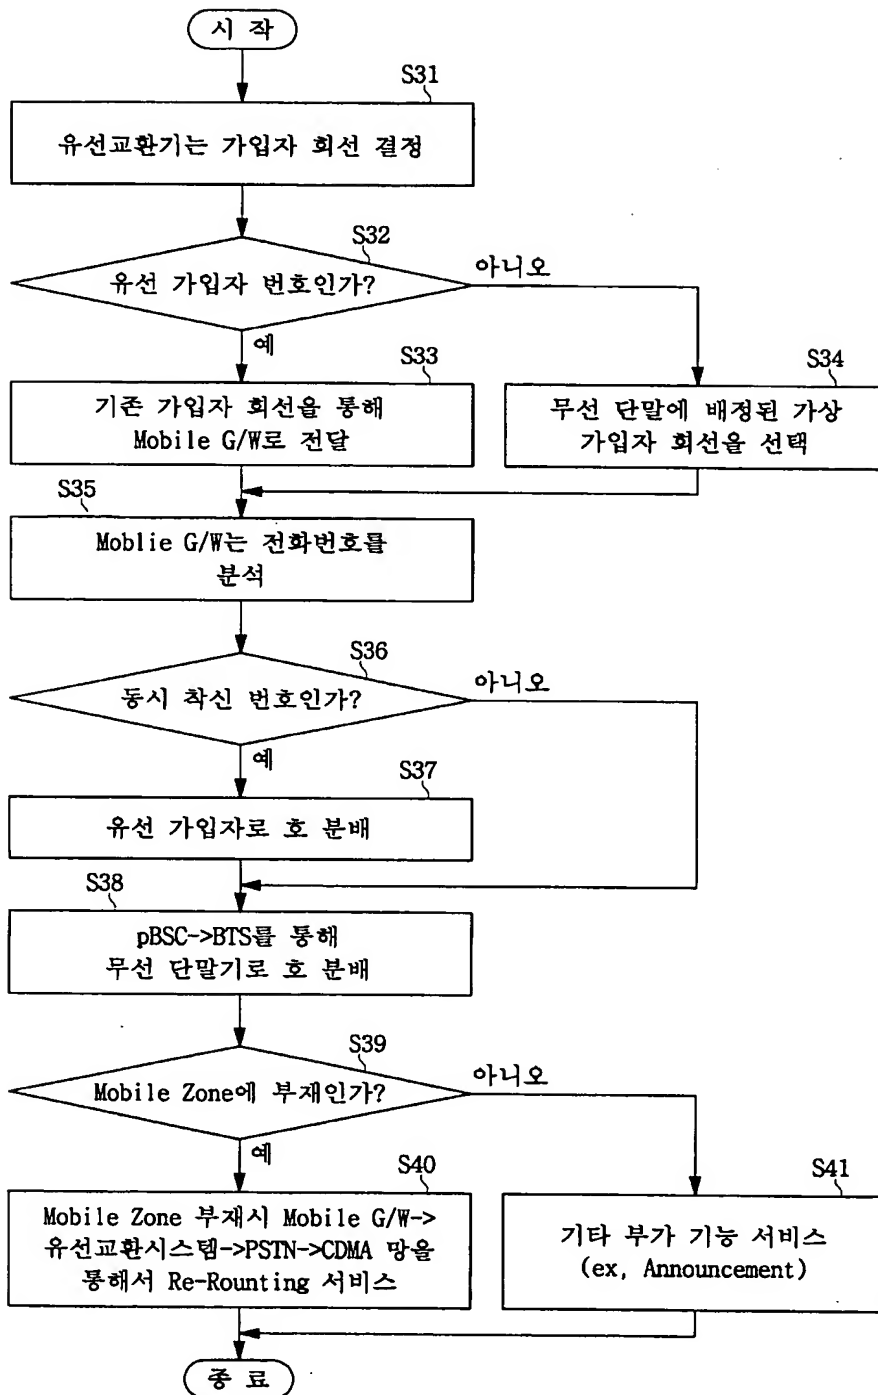 시 작
S31
유선교환기는 가입자 회선 결정
S32
유선 가입자 번호인가?
아니오
예
S33
기존 가입자 회선을 통해
Mobile G/W로 전달
S34
무선 단말에 배정된 가상
가입자 회선을 선택
S35
Moblie G/W는 전화번호를
분석
S36
동시 착신 번호인가?
아니오
예
S37
유선 가입자로 호 분배
S38
pBSC->BTS를 통해
무선 단말기로 호 분배
S39
Mobile Zone에 부재인가?
아니오
예
S40
Mobile Zone 부재시 Mobile G/W->
유선교환시스템->PSTN->CDMA 망을
통해서 Re-Rounting 서비스
S41
기타 부가 기능 서비스
(ex, Announcement)
종 료